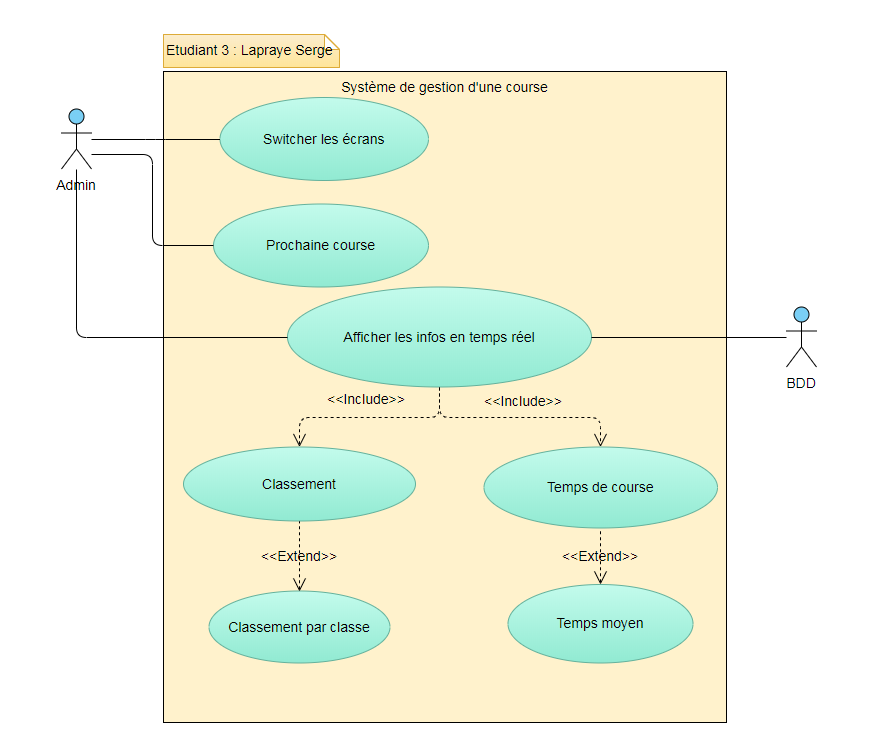 Etudiant 3 : Lapraye Serge
Système de gestion d'une course
Switcher les écrans
Admin
Prochaine course
Afficher les infos en temps réel
BDD
<<Include>>
<<Include>>
Classement
Temps de course
<<Extend>>
<<Extend>>
Classement par classe
Temps moyen